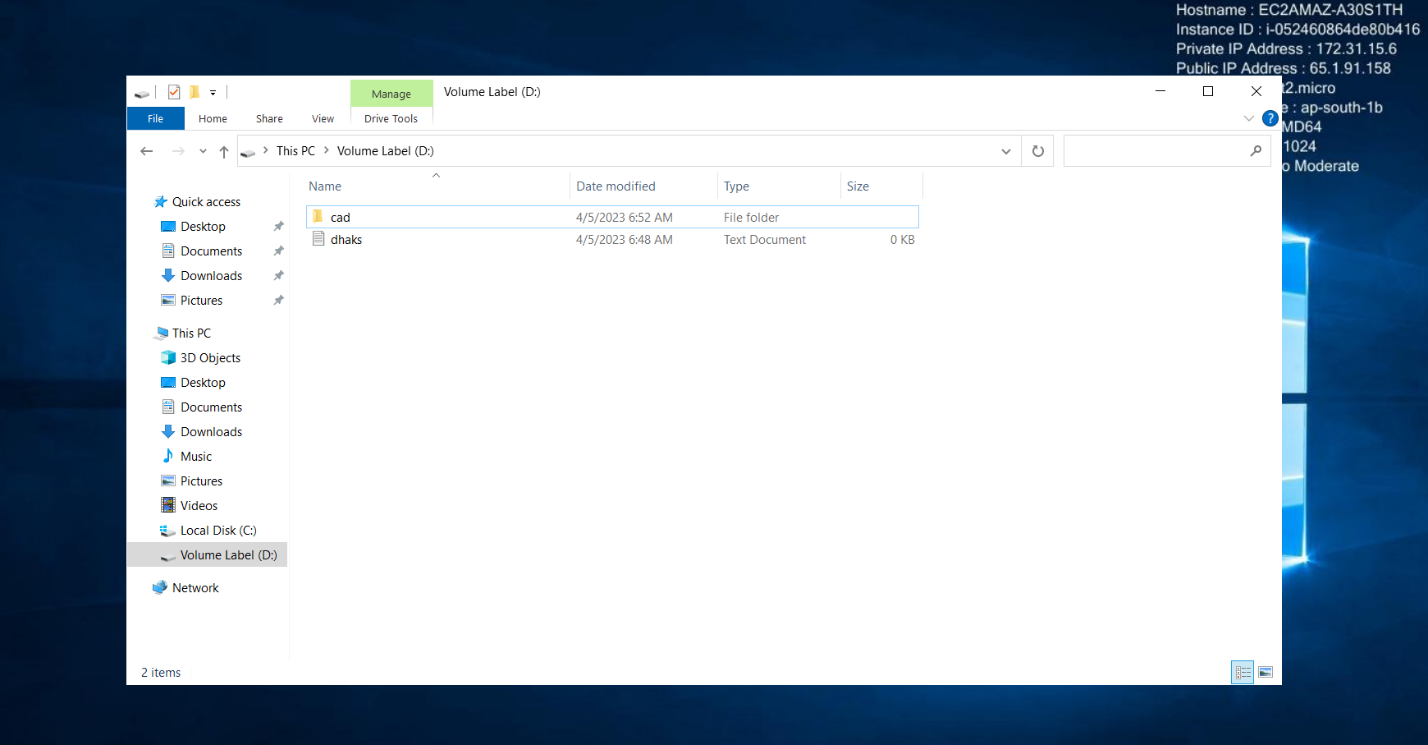 Hostname : EC2AMAZ-A30S1TH
Instance ID : i-052460864de80b416
Private IP Address : 172.31.15.6
Public IP Address : 65.1.91.158
t2.micro
e : ap-south-1b
MD64
1024
o Moderate
Manage
Volume Label (D:)
File
Home
Share
View
Drive Tools
?
This PC
Volume Label (D:)
Name
Date modified
Type
Size
cad
4/5/2023 6:52 AM
File folder
dhaks
4/5/2023 6:48 AM
Text Document
0 KB
Quick access
Desktop
Documents
Downloads
Pictures
This PC
3D Objects
Desktop
Documents
Downloads
Music
Pictures
Videos
Local Disk (C:)
Volume Label (D:)
Network
2 items